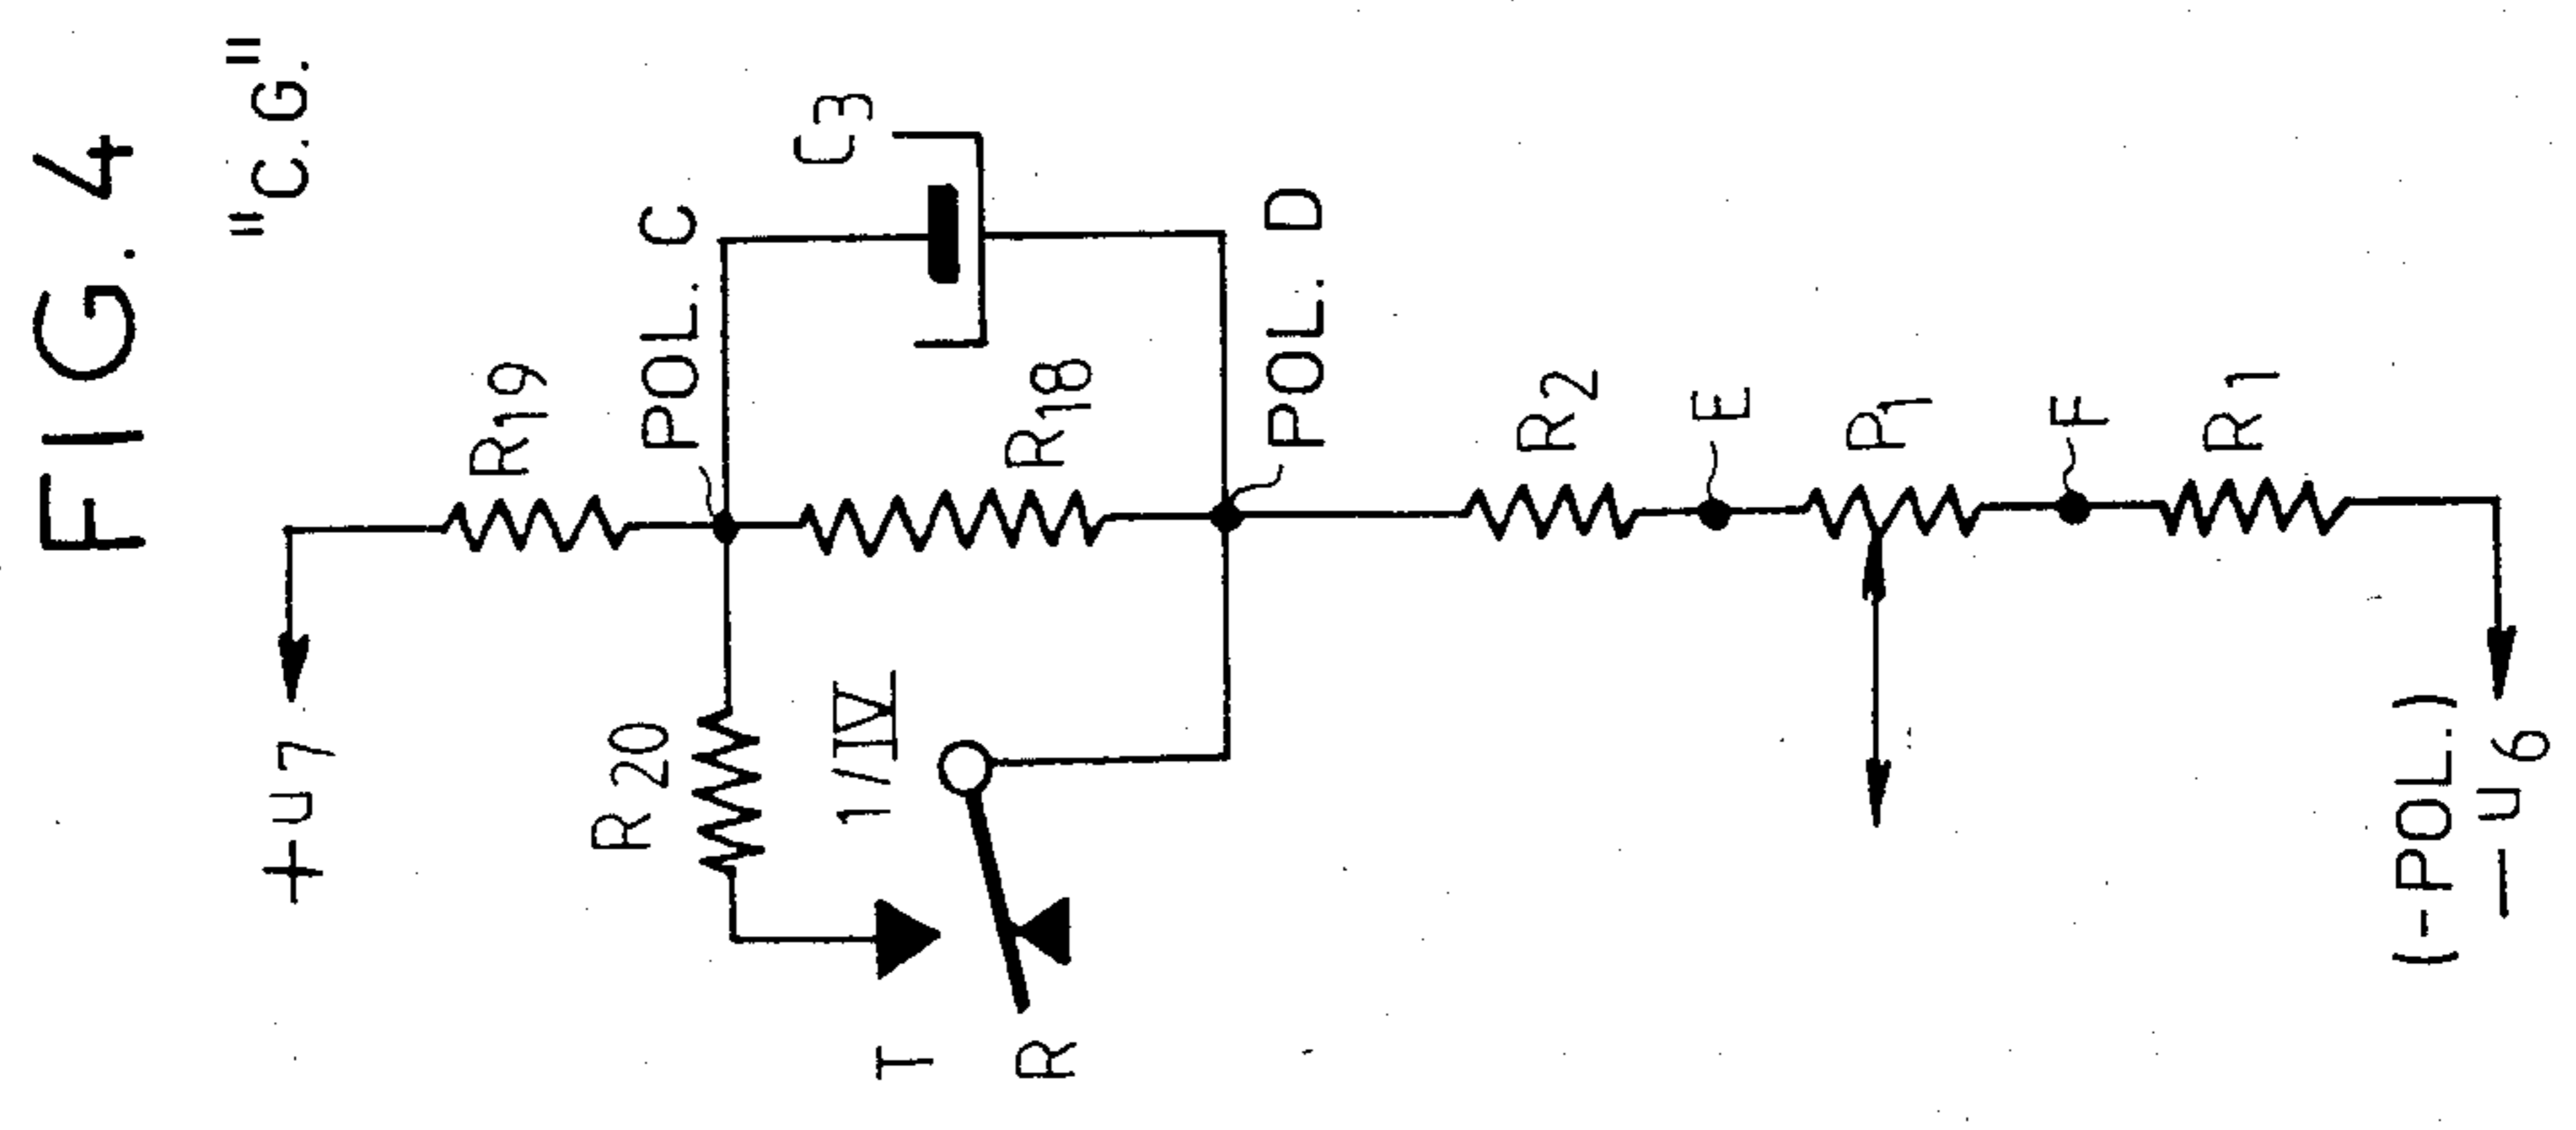 FIG. 4
"C.G."
+u7
R19
POL. C
C3
R20
1/IV
R18
T
R
POL. D
R2
E
P1
F
R1
(-POL.)
-u6